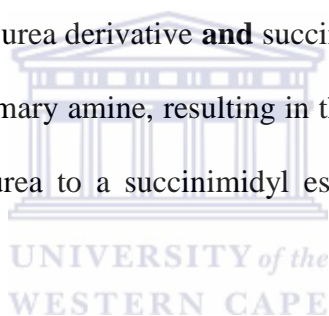 urea derivative and succi
mary amine, resulting in th
urea to a succinimidyl es
UNIVERSITY of the
WESTERN CAPE